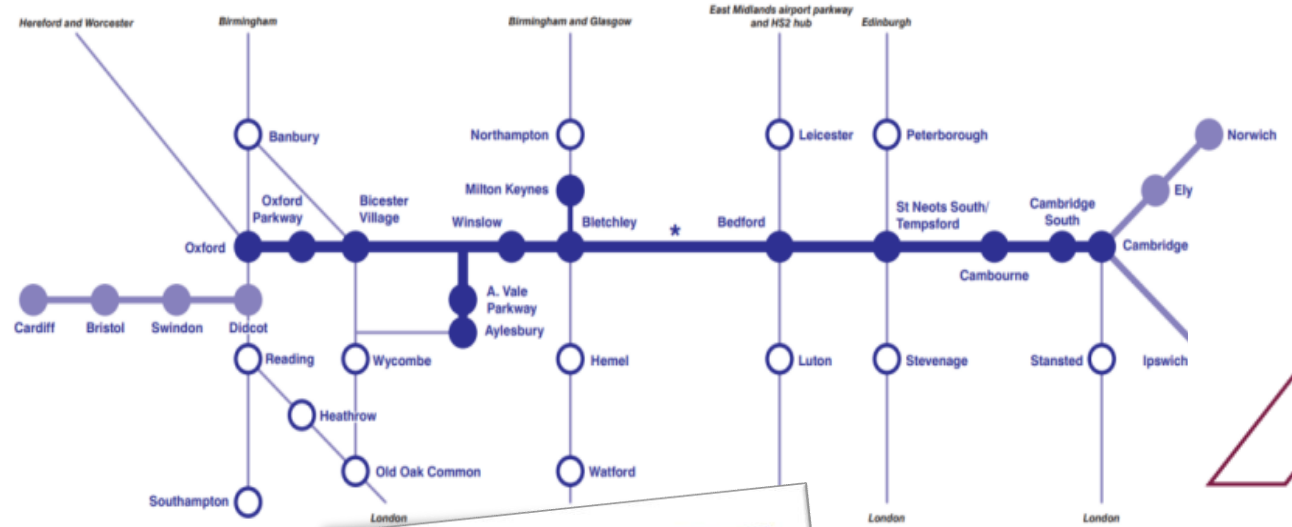 Hereford and Worcester
Birmingham
Birmingham and Glasgow
East Midlands airport parkway
and HS2 hub
Edinburgh
Banbury
Northampton
Leicester
Peterborough
Norwich
Milton Keynes
Ely
Oxford
Parkway
Bicester
Village
Winslow
Bletchley
*
Bedford
St Neots South/
Tempsford
Cambridge
South
Oxford
Cambridge
Cambourne
A. Vale
Parkway
Cardiff
Bristol
Swindon
Didcot
Aylesbury
Reading
Wycombe
Hemel
Luton
Stevenage
Stansted
Ipswich
Heathrow
Old Oak Common
Watford
Southampton
London
London
London